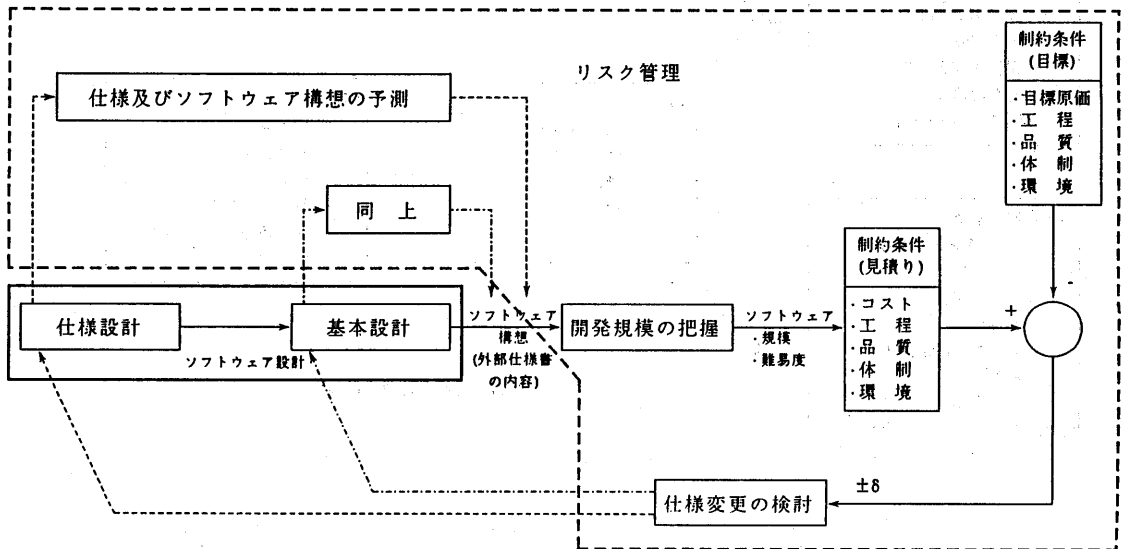 リスク管理
制約条件
(目標)
・目標原価
・工 程
・品 質
・体 制
・環 境
仕様及びソフトウェア構想の予測
同 上
制約条件
(見積り)
・コスト
・工 程
・品 質
・体 制
・環 境
仕様設計
基本設計
ソフトウェア設計
ソフトウェア
構想
(外部仕様書
の内容)
開発規模の把握
ソフトウェア
・規模
・難易度
+
-
±δ
仕様変更の検討